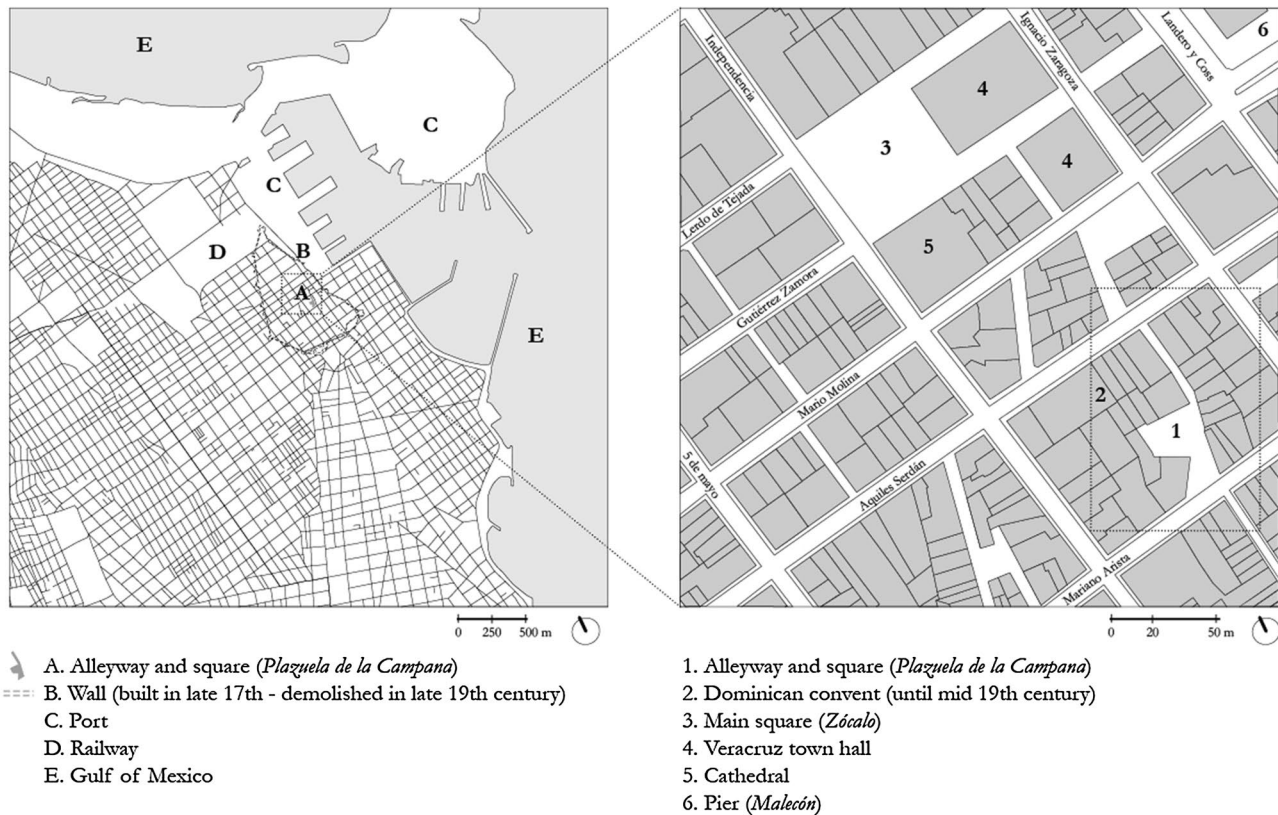 E
C
C
D
B
A
E
0 250 500 m
Independencia
Ignacio Zaragoza
Landero y Coss
6
4
3
4
Lerdo de Tejada
5
Gutiérrez Zamora
Mario Molina
2
1
5 de mayo
Aquiles Serdán
Mariano Arista
0 20 50 m
A. Alleyway and square (Plazuela de la Campana)
B. Wall (built in late 17th - demolished in late 19th century)
C. Port
D. Railway
E. Gulf of Mexico
1. Alleyway and square (Plazuela de la Campana)
2. Dominican convent (until mid 19th century)
3. Main square (Zócalo)
4. Veracruz town hall
5. Cathedral
6. Pier (Malecón)